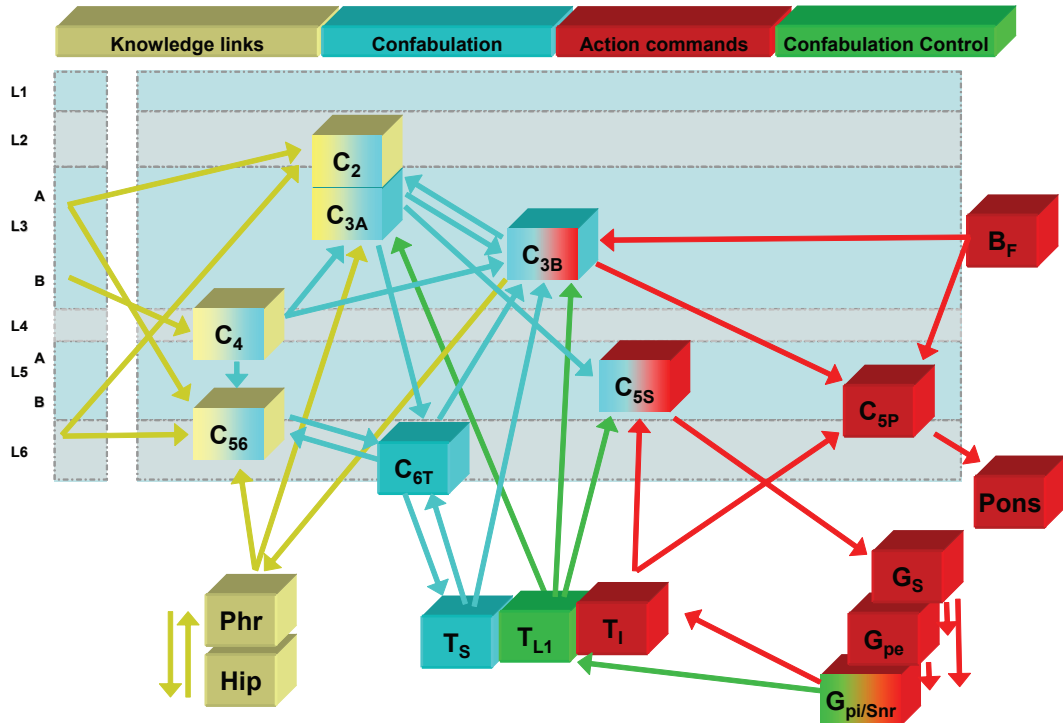 Knowledge links Confabulation Action commands Confabulation Control
L1
L2
A
L3
B
L4
A
L5
B
L6
C2
C3A
C3B
BF
C4
C5S
C5P
C56
C6T
Pons
GS
Phr
TS
TL1
TI
Gpe
Hip
Gpi/Snr